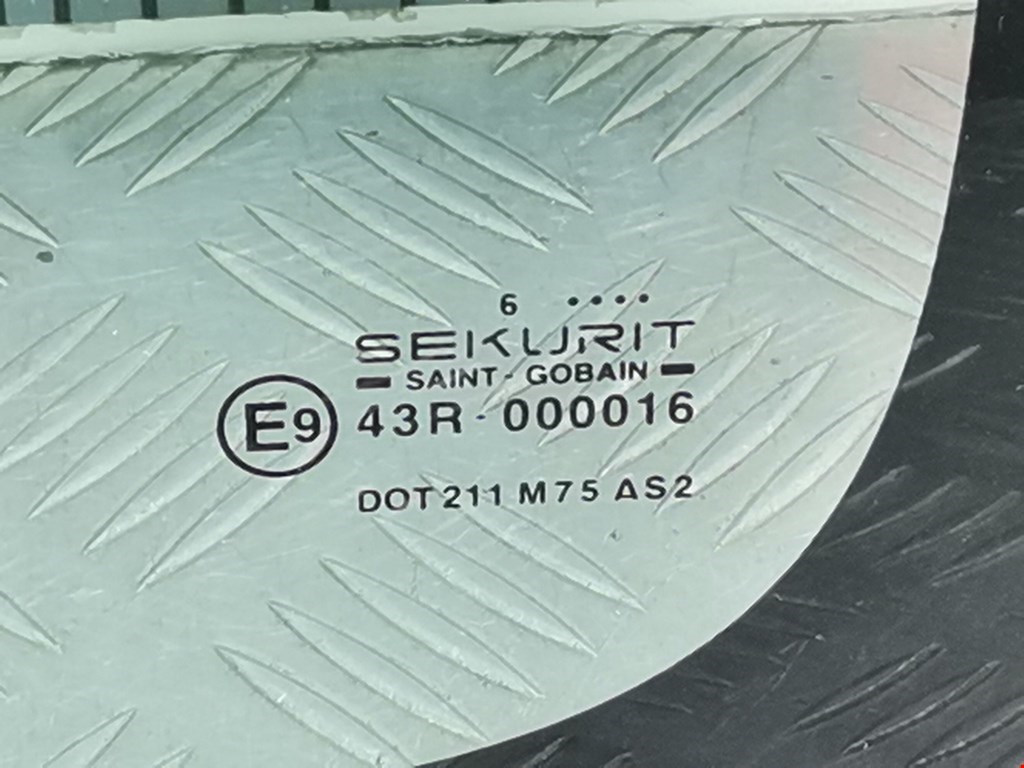 6 ••••
SEKURIT
SAINT-GOBAIN
E9 43R-000016
DOT 211 M75 AS2